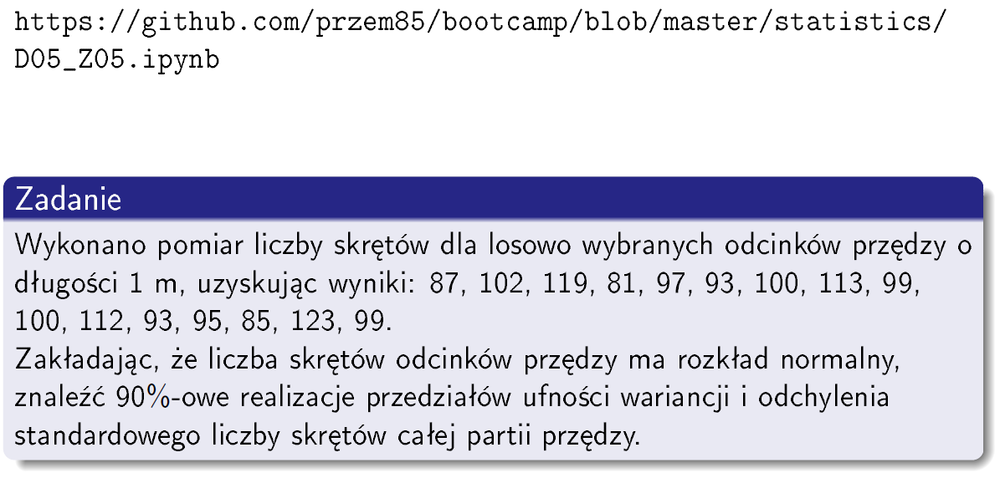 https://github.com/przem85/bootcamp/blob/master/statistics/
D05_Z05.ipynb
Zadanie
Wykonano pomiar liczby skrętów dla losowo wybranych odcinków przędzy o
długości 1 m, uzyskując wyniki: 87, 102, 119, 81, 97, 93, 100, 113, 99,
100, 112, 93, 95, 85, 123, 99.
Zakładając, że liczba skrętów odcinków przędzy ma rozkład normalny,
znaleźć 90%-owe realizacje przedziałów ufności wariancji i odchylenia
standardowego liczby skrętów całej partii przędzy.